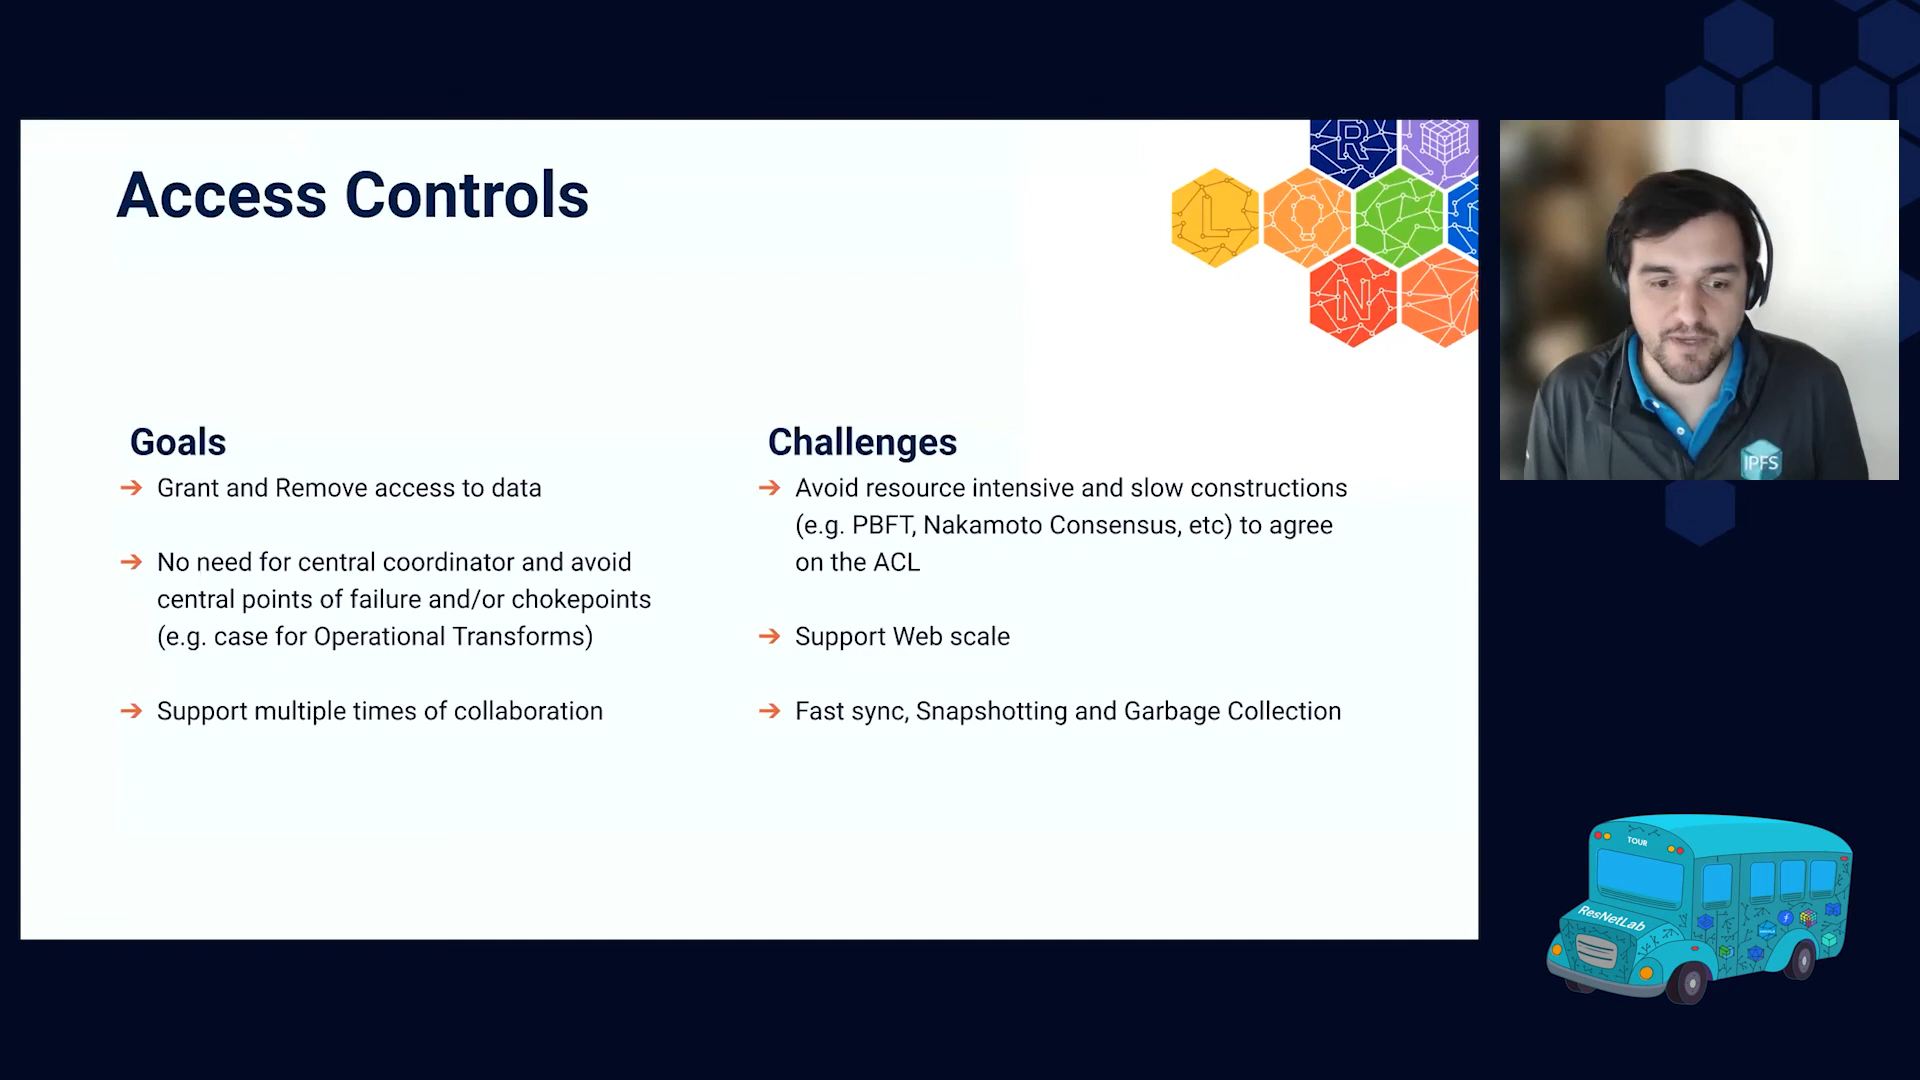 Access Controls
R
L
N
Goals
➔ Grant and Remove access to data
➔ No need for central coordinator and avoid
central points of failure and/or chokepoints
(e.g. case for Operational Transforms)
➔ Support multiple times of collaboration
Challenges
➔ Avoid resource intensive and slow constructions
(e.g. PBFT, Nakamoto Consensus, etc) to agree
on the ACL
➔ Support Web scale
➔ Fast sync, Snapshotting and Garbage Collection
IPFS
TOUR
ResNetLab